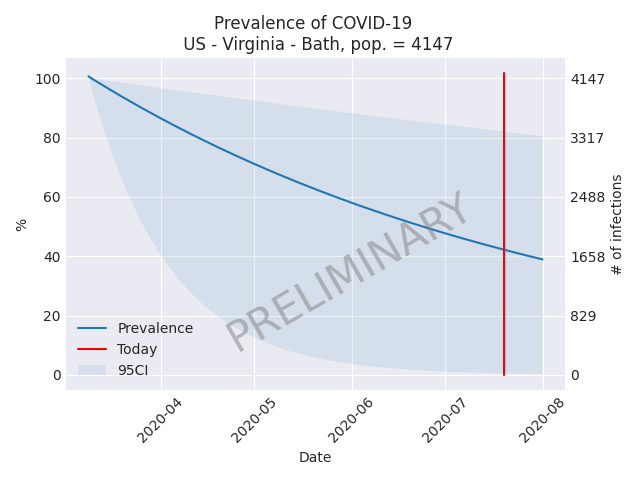 Prevalence of COVID-19
US - Virginia - Bath, pop. = 4147
100
80
60
40
20
0
%
4147
3317
2488
1658
829
0
# of infections
PRELIMINARY
Prevalence
Today
95CI
2020-04
2020-05
2020-06
2020-07
2020-08
Date